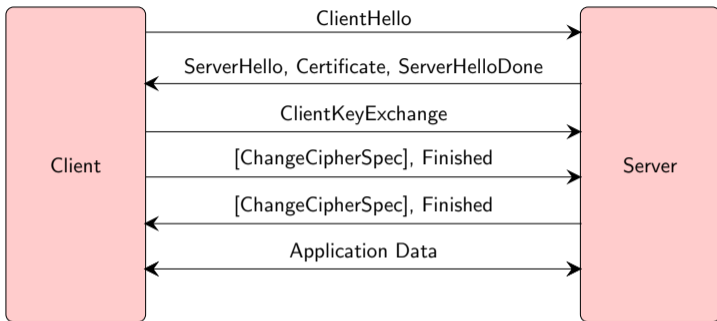 ClientHello
ServerHello, Certificate, ServerHelloDone
ClientKeyExchange
[ChangeCipherSpec], Finished
Client
Server
[ChangeCipherSpec], Finished
Application Data